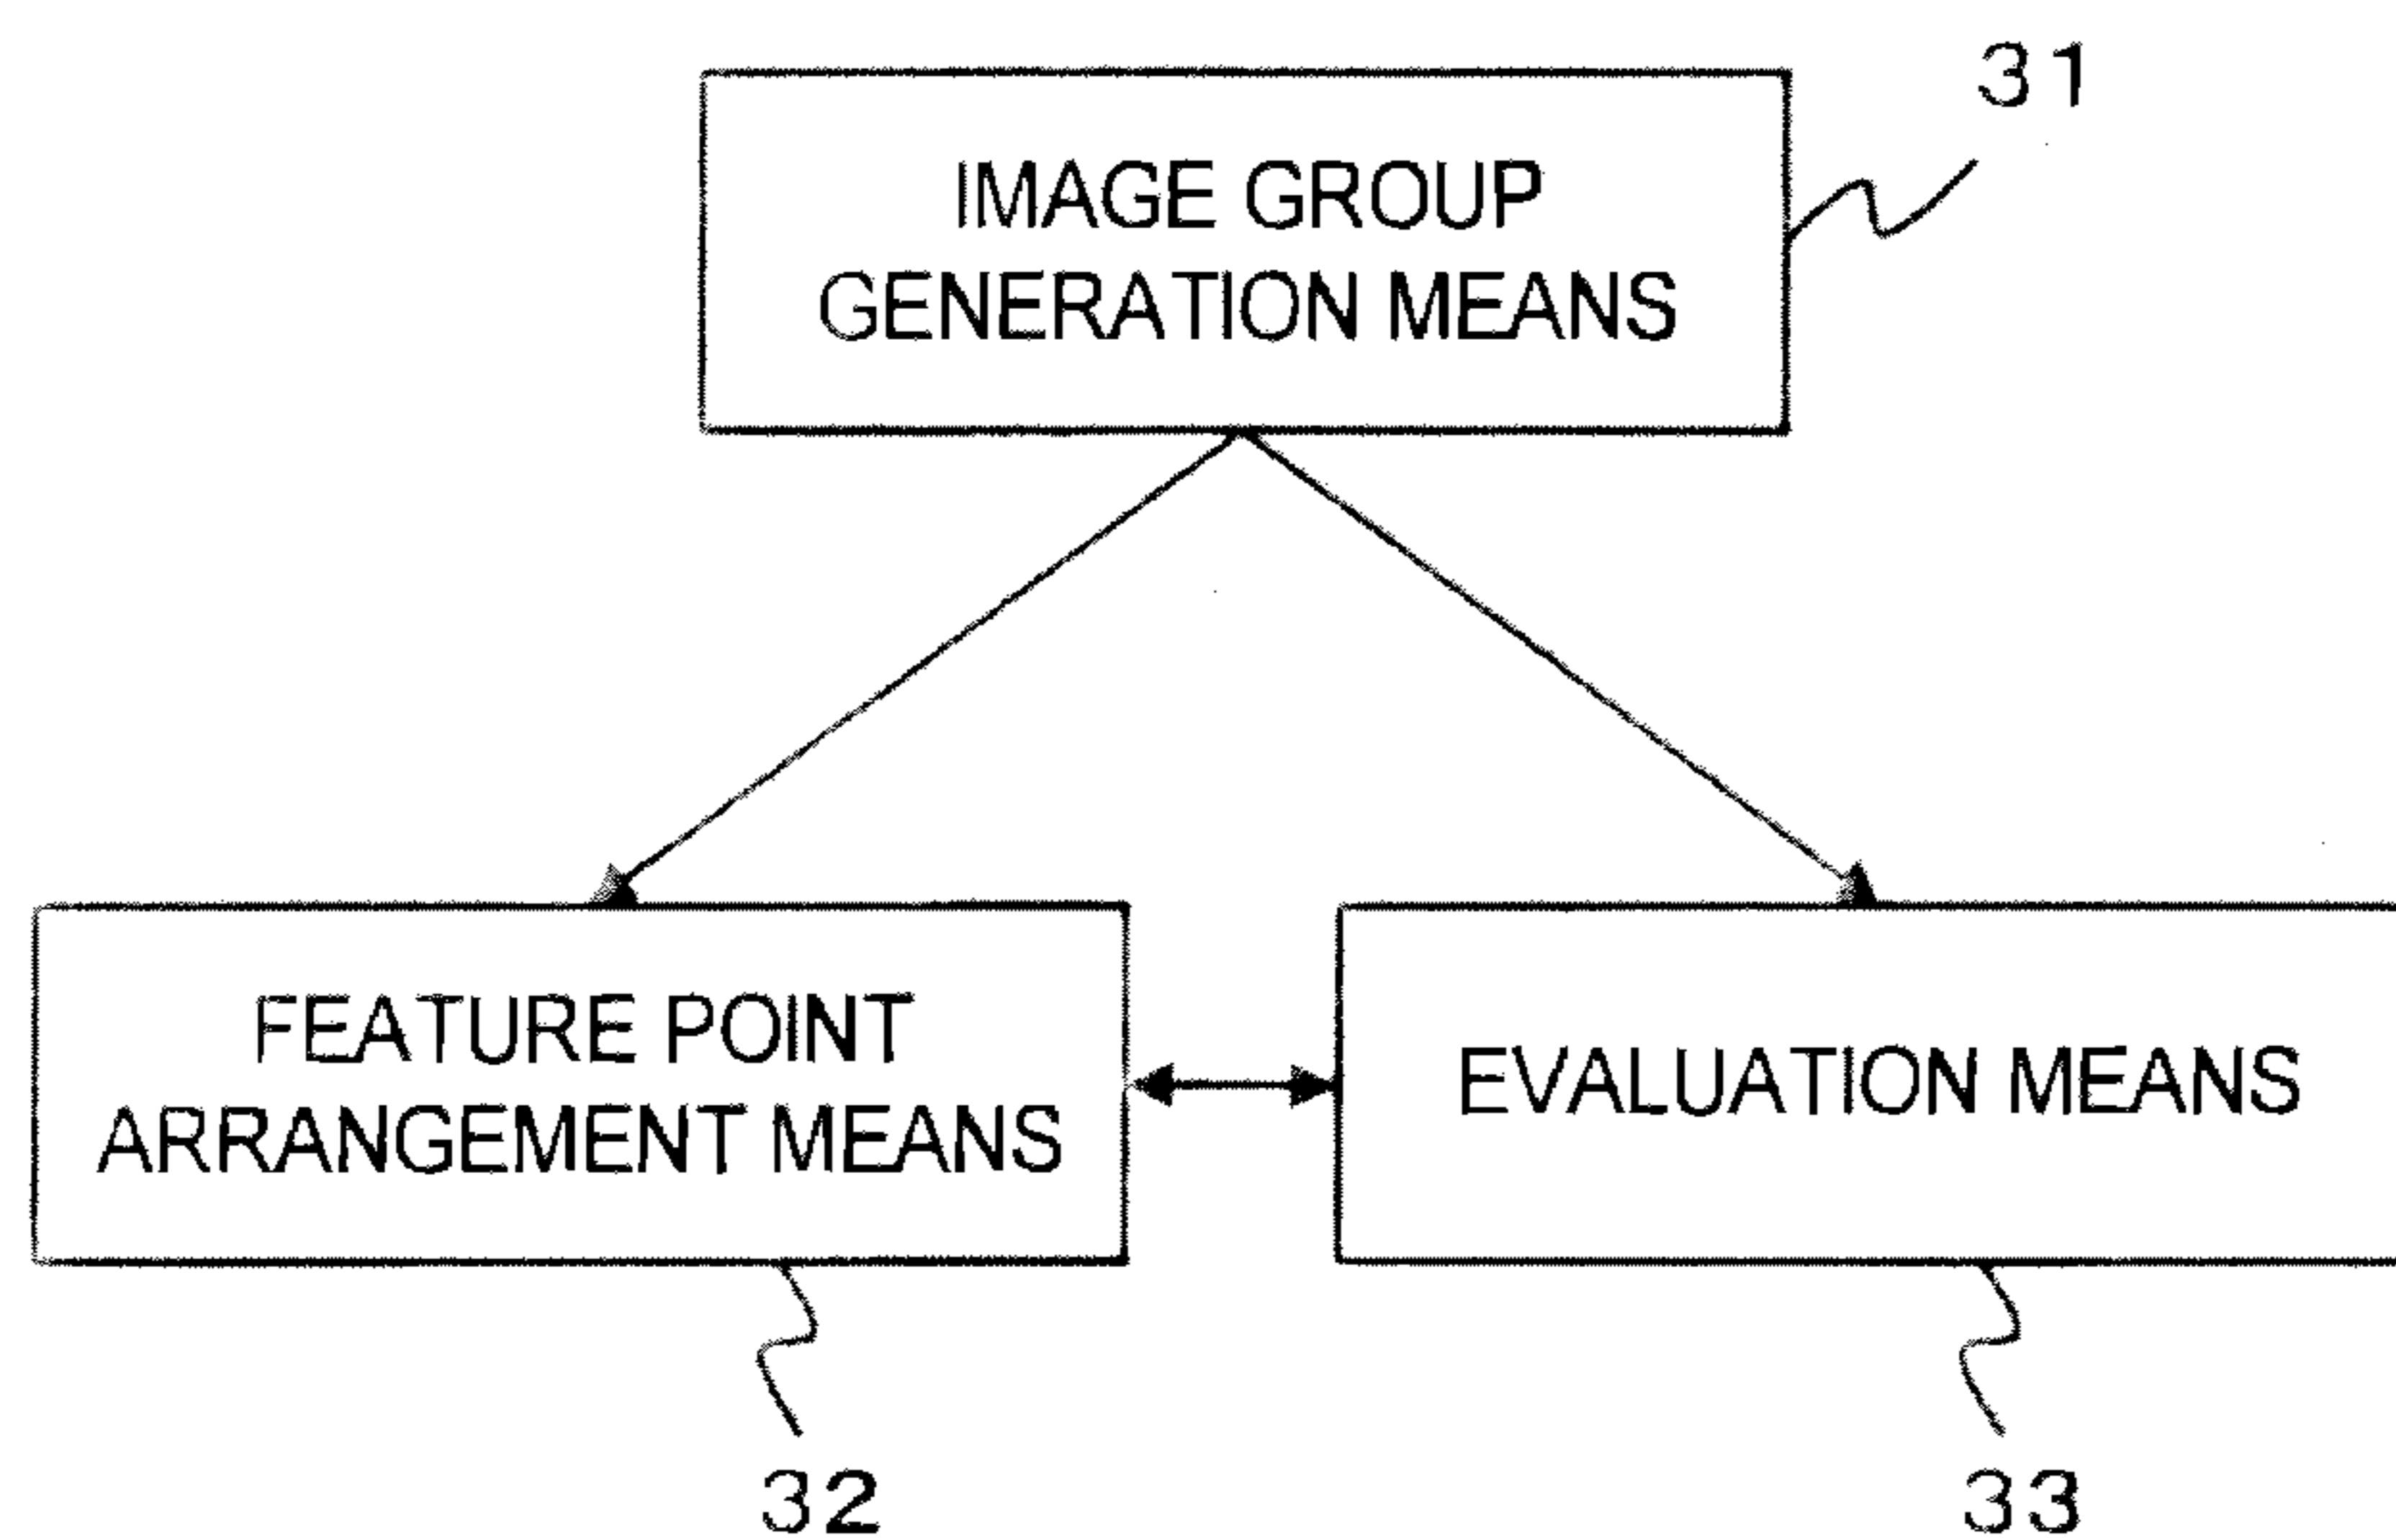 31
IMAGE GROUP
GENERATION MEANS
FEATURE POINT
ARRANGEMENT MEANS
EVALUATION MEANS
32
33